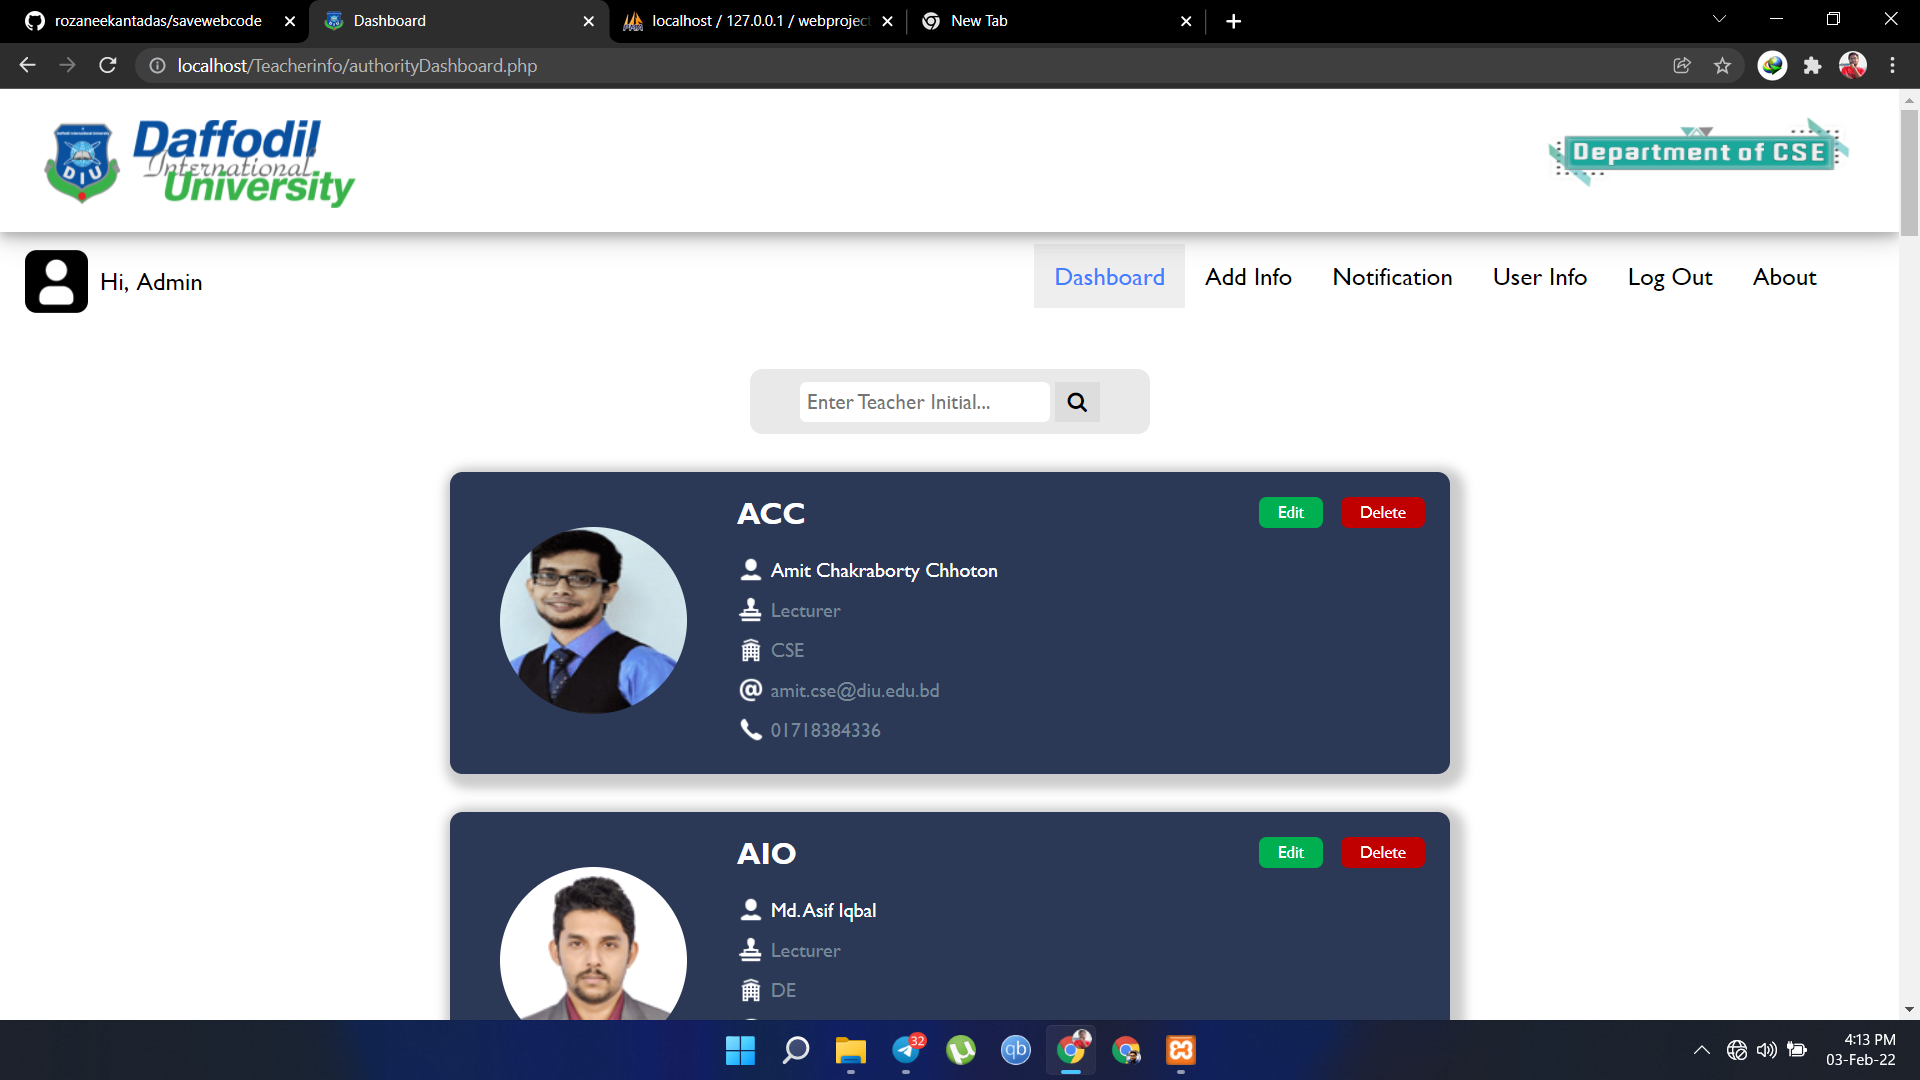 rozaneekantadas/savewebcode
Dashboard
localhost / 127.0.0.1 / webproject
New Tab
localhost/Teacherinfo/authorityDashboard.php
DIU
Daffodil
International
University
Department of CSE
Hi, Admin
Dashboard
Add Info
Notification
User Info
Log Out
About
Enter Teacher Initial...
ACC
Edit
Delete
Amit Chakraborty Chhoton
Lecturer
CSE
amit.cse@diu.edu.bd
01718384336
AIO
Edit
Delete
Md. Asif Iqbal
Lecturer
DE
32
qb
4:13 PM
03-Feb-22